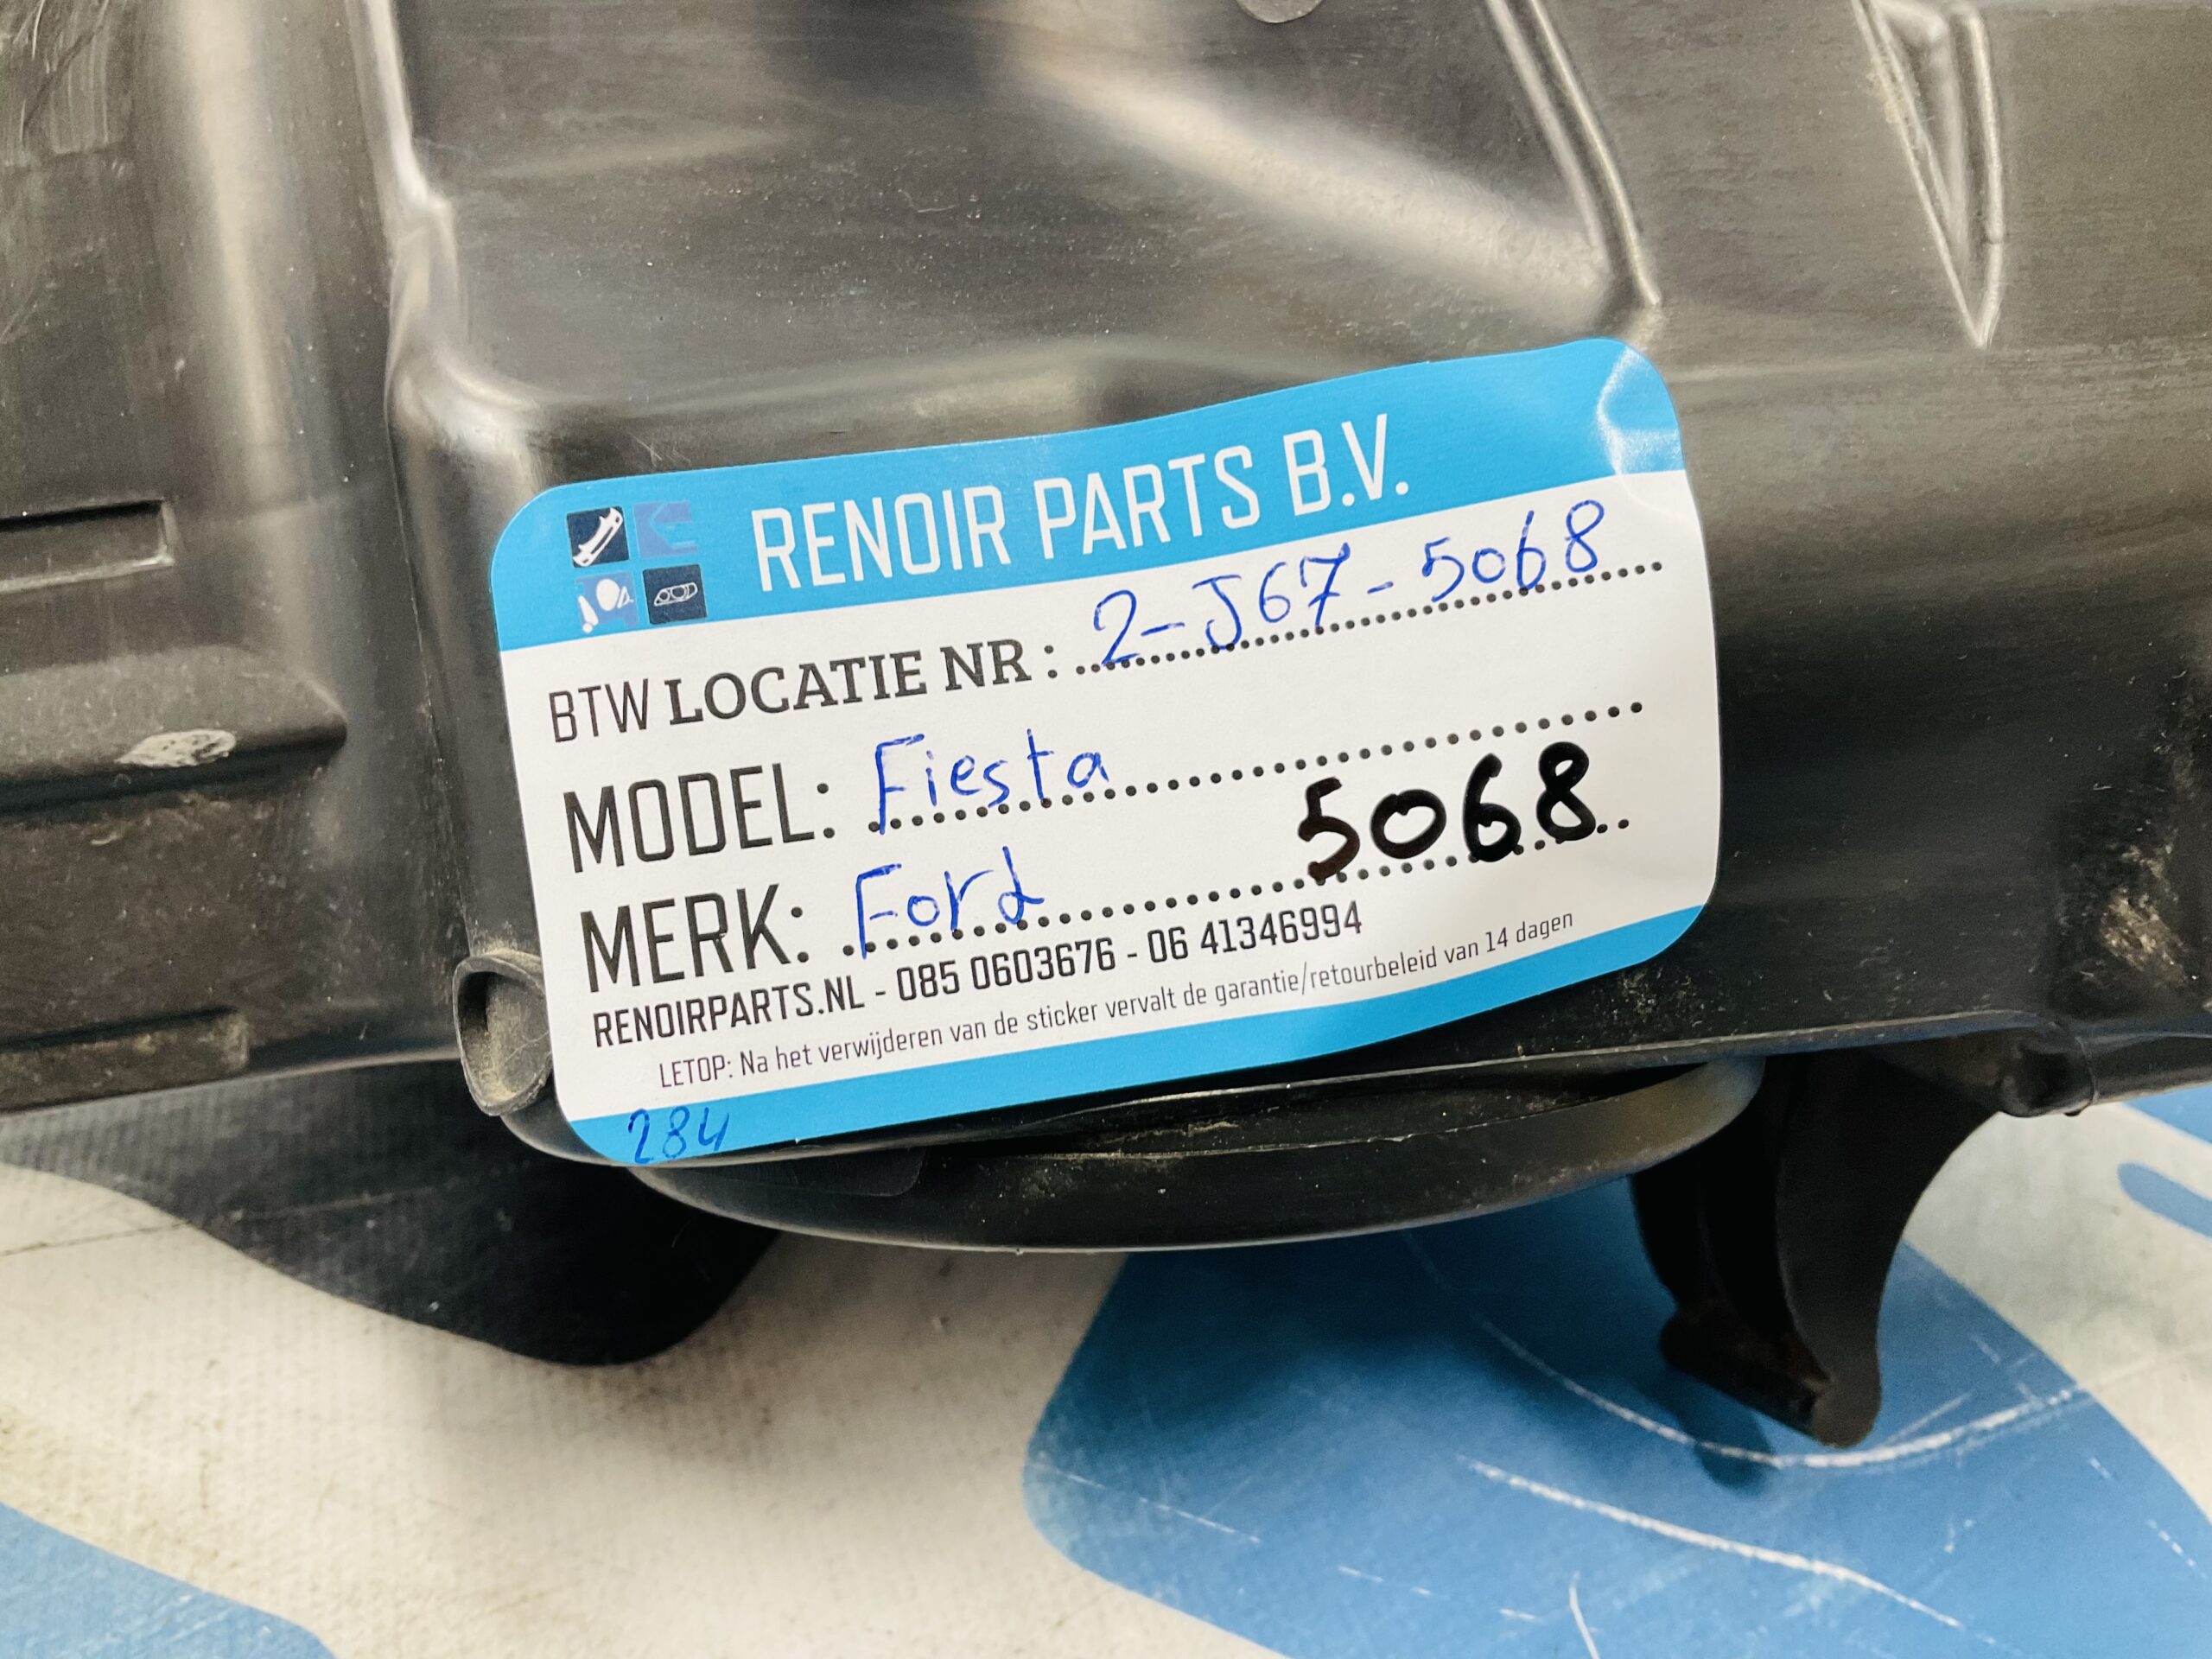 RENOIR PARTS B.V.
BTW LOCATIE NR : 2-J67-5068
MODEL: Fiesta
MERK: Ford 5068
RENOIRPARTS.NL - 085 0603676 - 06 41346994
LETOP: Na het verwijderen van de sticker vervalt de garantie/retourbeleid van 14 dagen
284